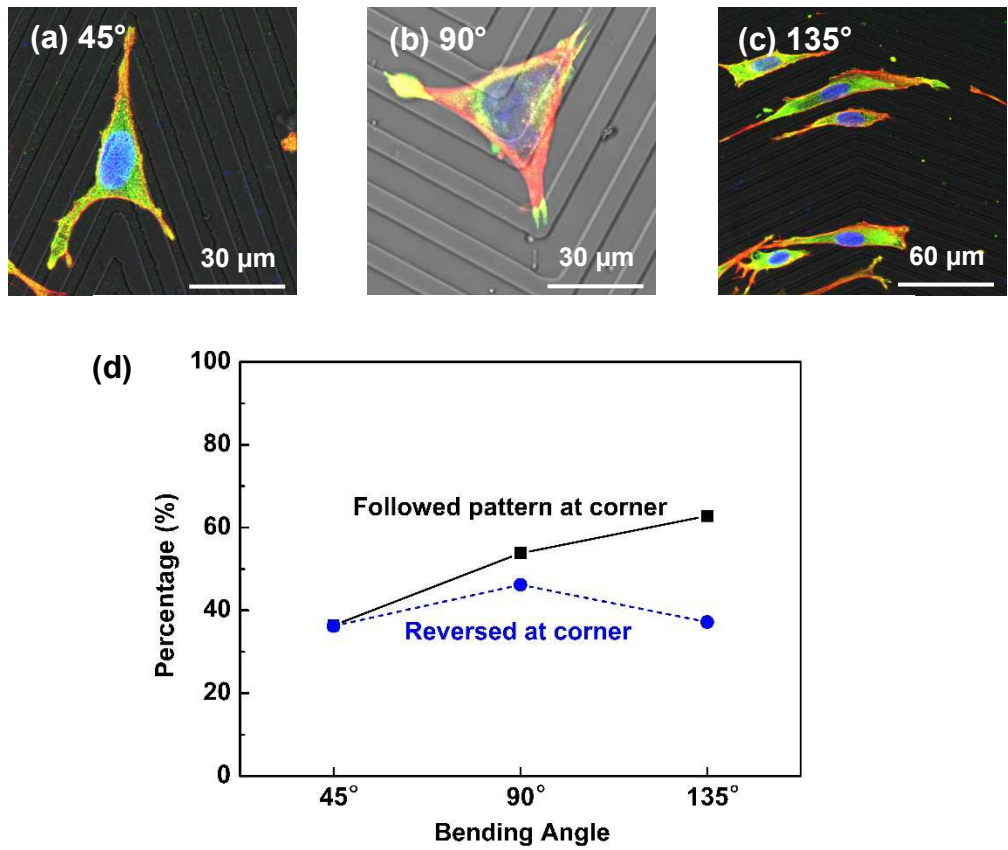 (a) 45°
(b) 90°
(c) 135°
30 µm
30 µm
60 µm
(d)
100
80
60
40
20
0
Percentage (%)
Followed pattern at corner
Reversed at corner
45°
90°
135°
Bending Angle